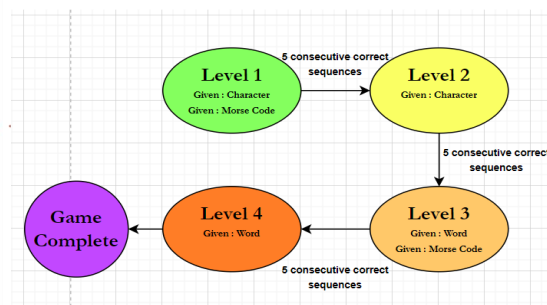 5 consecutive correct
sequences
Level 1
Given : Character
Given : Morse Code
Level 2
Given : Character
5 consecutive correct
sequences
Level 3
Given : Word
Given : Morse Code
5 consecutive correct
sequences
Level 4
Given : Word
Game
Complete